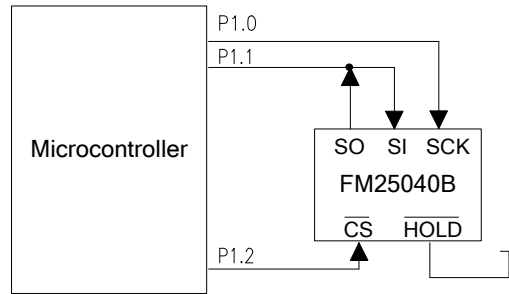 P1.0
P1.1
Microcontroller
SO SI SCK
FM25040B
CS HOLD
P1.2